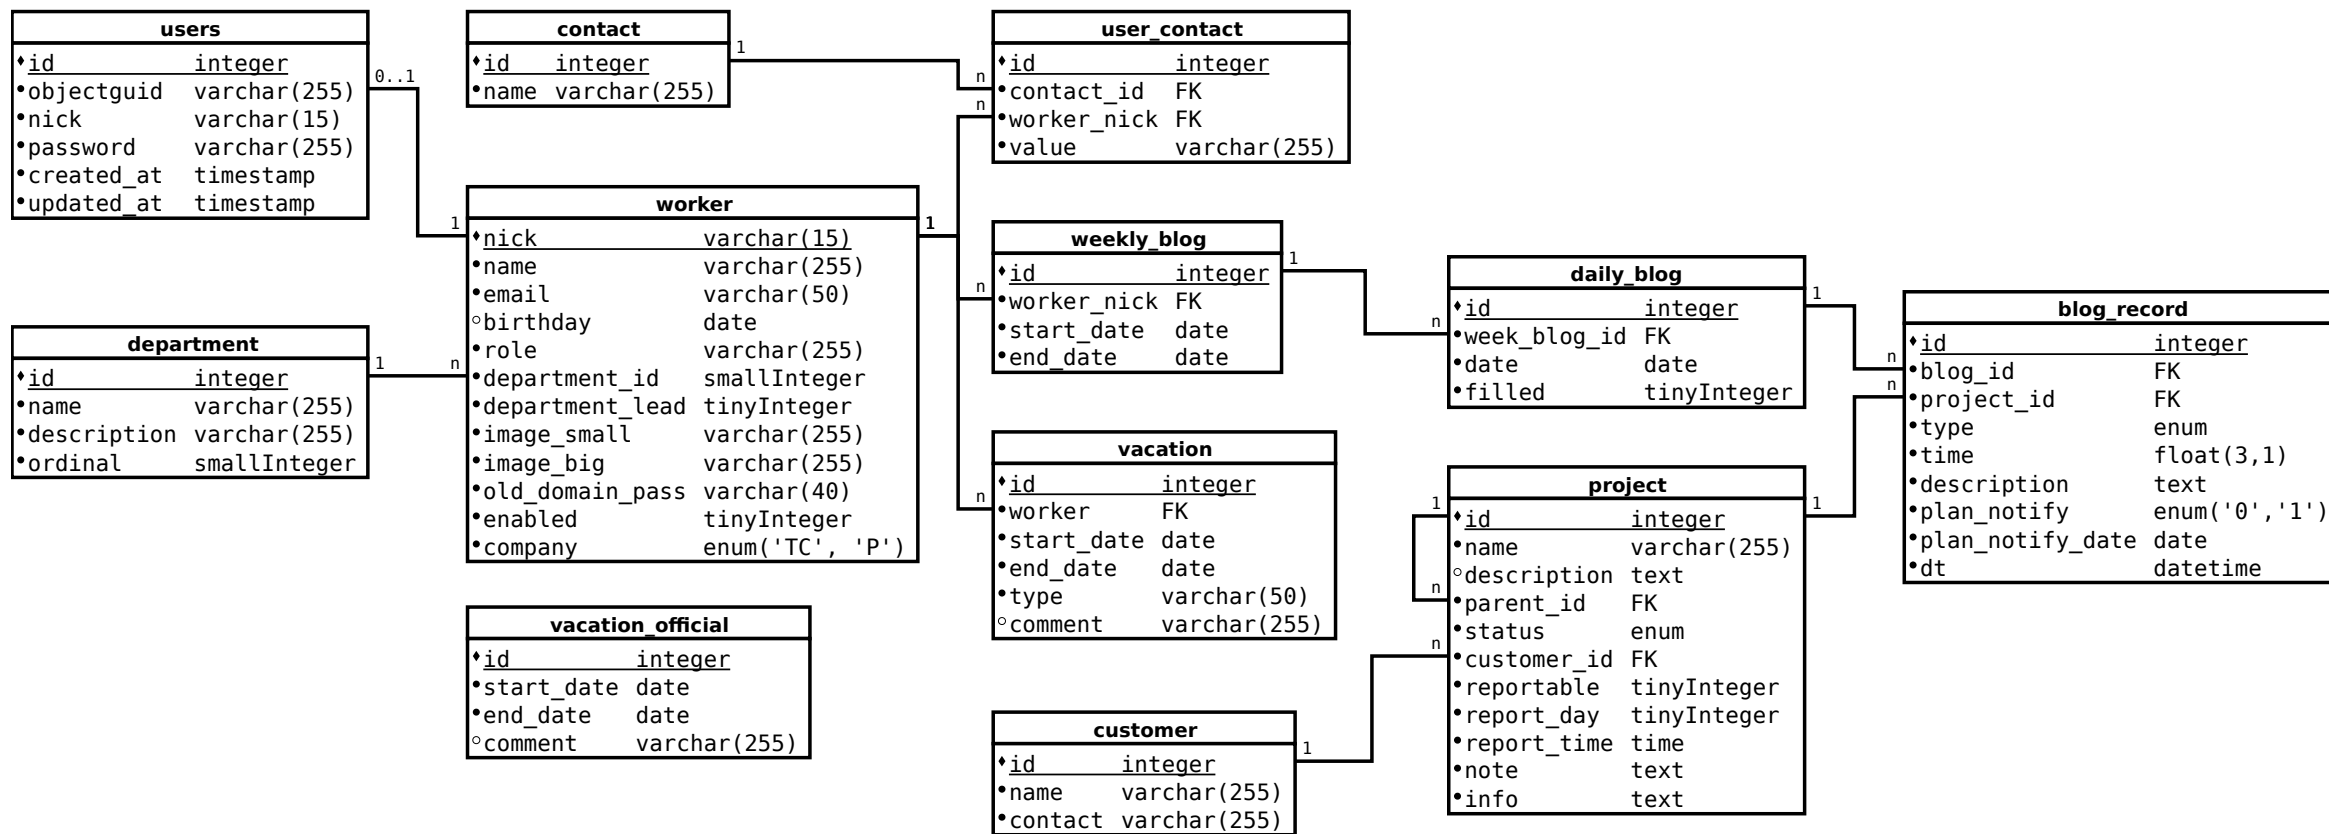 users
id integer
objectguid varchar(255)
nick varchar(15)
password varchar(255)
created_at timestamp
updated_at timestamp
0..1
1
contact
id integer
name varchar(255)
1
n
user_contact
id integer
contact_id FK
worker_nick FK
value varchar(255)
n
worker
nick varchar(15)
name varchar(255)
email varchar(50)
birthday date
role varchar(255)
department_id smallInteger
department_lead tinyInteger
image_small varchar(255)
image_big varchar(255)
old_domain_pass varchar(40)
enabled tinyInteger
company enum('TC', 'P')
1
department
id integer
name varchar(255)
description varchar(255)
ordinal smallInteger
1
n
weekly_blog
id integer
worker_nick FK
start_date date
end_date date
n
1
daily_blog
id integer
week_blog_id FK
date date
filled tinyInteger
n
1
blog_record
id integer
blog_id FK
project_id FK
type enum
time float(3,1)
description text
plan_notify enum('0','1')
plan_notify_date date
dt datetime
n
n
vacation
id integer
worker FK
start_date date
end_date date
type varchar(50)
comment varchar(255)
n
project
id integer
name varchar(255)
description text
parent_id FK
status enum
customer_id FK
reportable tinyInteger
report_day tinyInteger
report_time time
note text
info text
1
n
n
1
vacation_official
id integer
start_date date
end_date date
comment varchar(255)
customer
id integer
name varchar(255)
contact varchar(255)
1